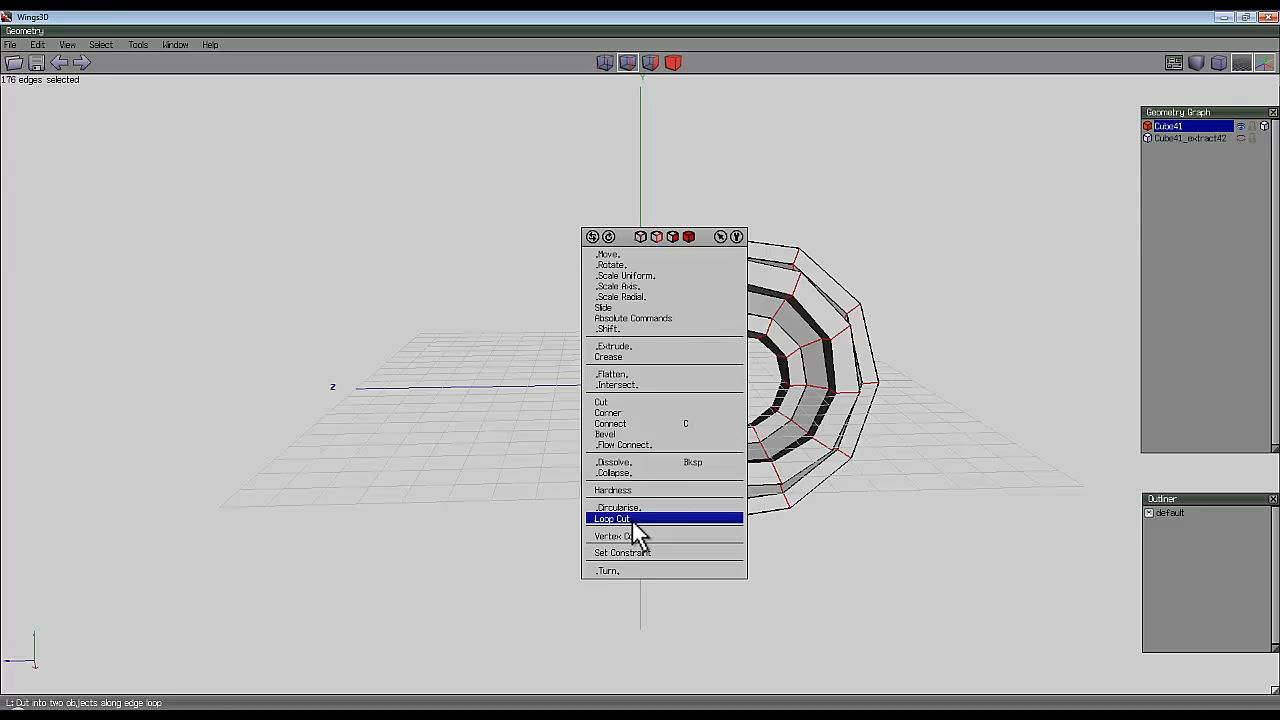 Wings3D
Geometry
File Edit View Select Tools Window Help
176 edges selected
Y
Z
Geometry Graph
Cube41
Cube41_extract42
.Move.
.Rotate.
.Scale Uniform.
.Scale Axis.
.Scale Radial.
Slide
Absolute Commands
.Shift.
.Extrude.
Crease
.Flatten.
.Intersect.
Cut
Corner
Connect C
Bevel
.Flow Connect.
.Dissolve. Bksp
.Collapse.
Hardness
.Circularise.
Loop Cut
Vertex
Set Constraint
.Turn.
Outliner
default
L: Cut into two objects along edge loop